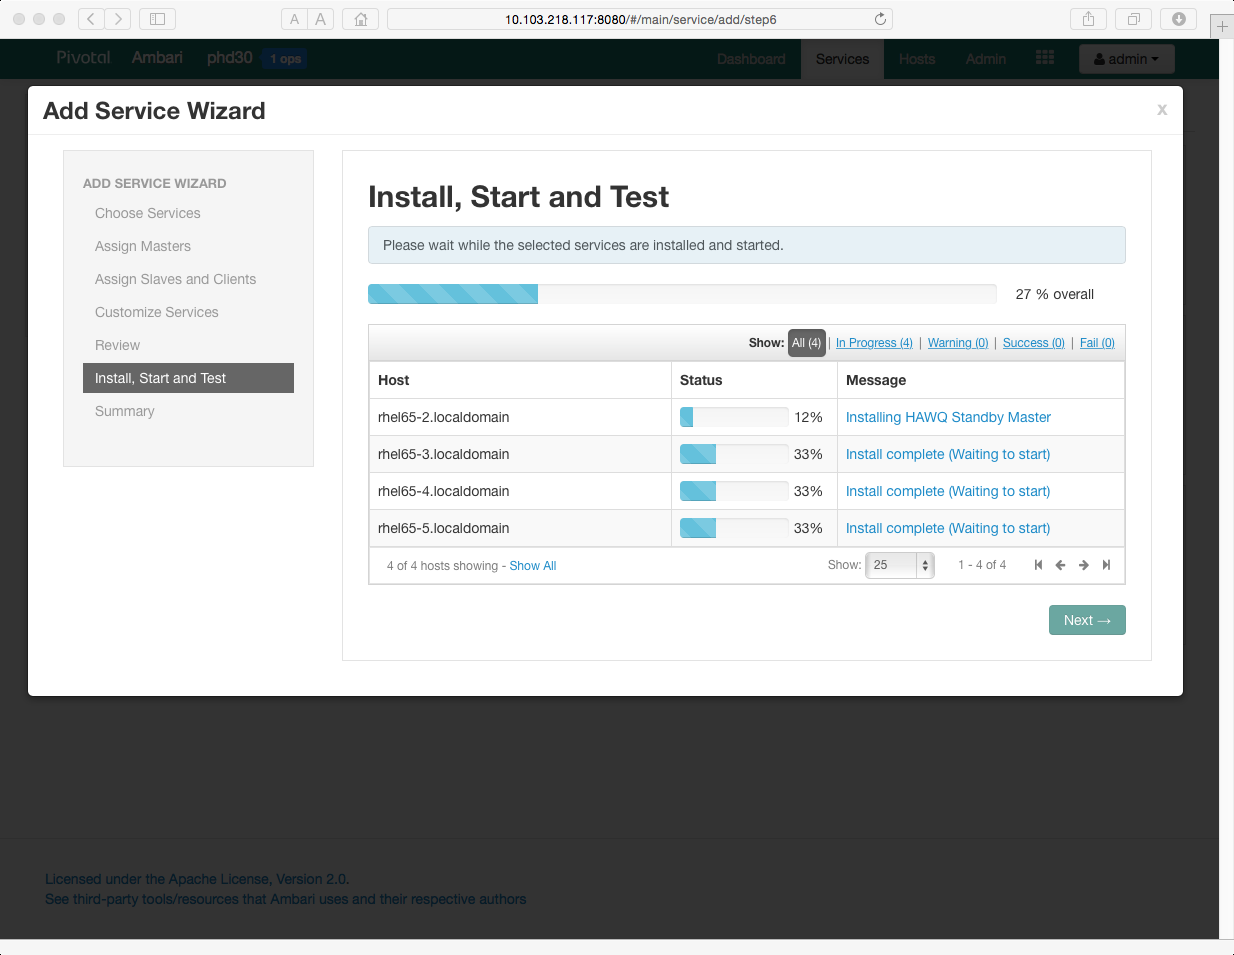 A A 10.103.218.117:8080/#/main/service/add/step6
Pivotal Ambari phd30 1 ops Dashboard Services Hosts Admin admin
Add Service Wizard x
ADD SERVICE WIZARD
Choose Services
Assign Masters
Assign Slaves and Clients
Customize Services
Review
Install, Start and Test
Summary
Install, Start and Test
Please wait while the selected services are installed and started.
27 % overall
Show: All (4) | In Progress (4) | Warning (0) | Success (0) | Fail (0)
Host Status Message
rhel65-2.localdomain 12% Installing HAWQ Standby Master
rhel65-3.localdomain 33% Install complete (Waiting to start)
rhel65-4.localdomain 33% Install complete (Waiting to start)
rhel65-5.localdomain 33% Install complete (Waiting to start)
4 of 4 hosts showing - Show All Show: 25 1 - 4 of 4
Next →
Licensed under the Apache License, Version 2.0.
See third-party tools/resources that Ambari uses and their respective authors